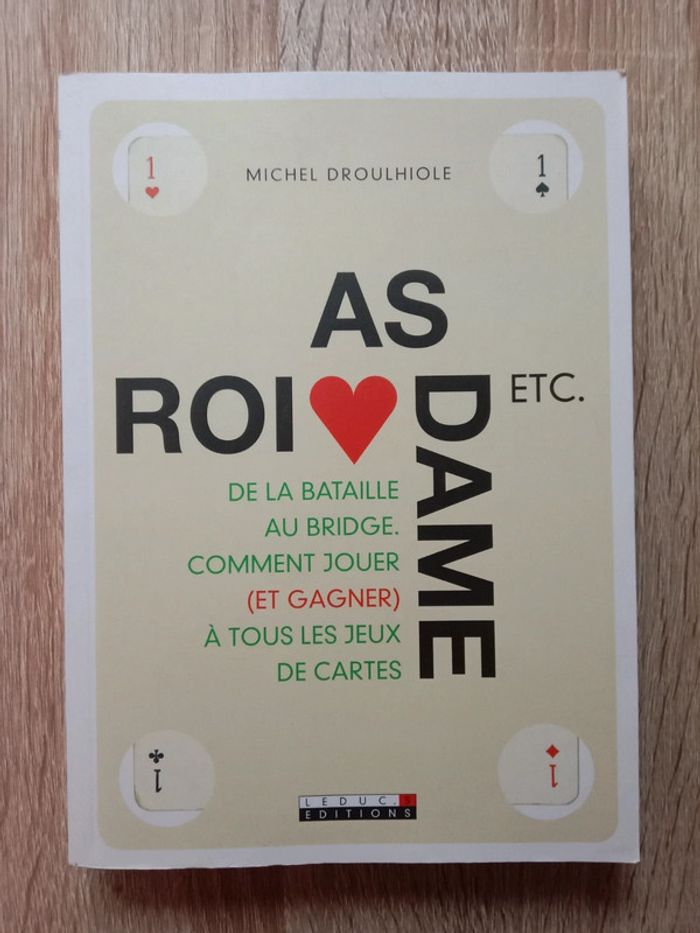 1
1
MICHEL DROULHIOLE
AS
ROI
DAME
ETC.
DE LA BATAILLE
AU BRIDGE.
COMMENT JOUER
(ET GAGNER)
À TOUS LES JEUX
DE CARTES
1
1
LEDUC.S
EDITIONS